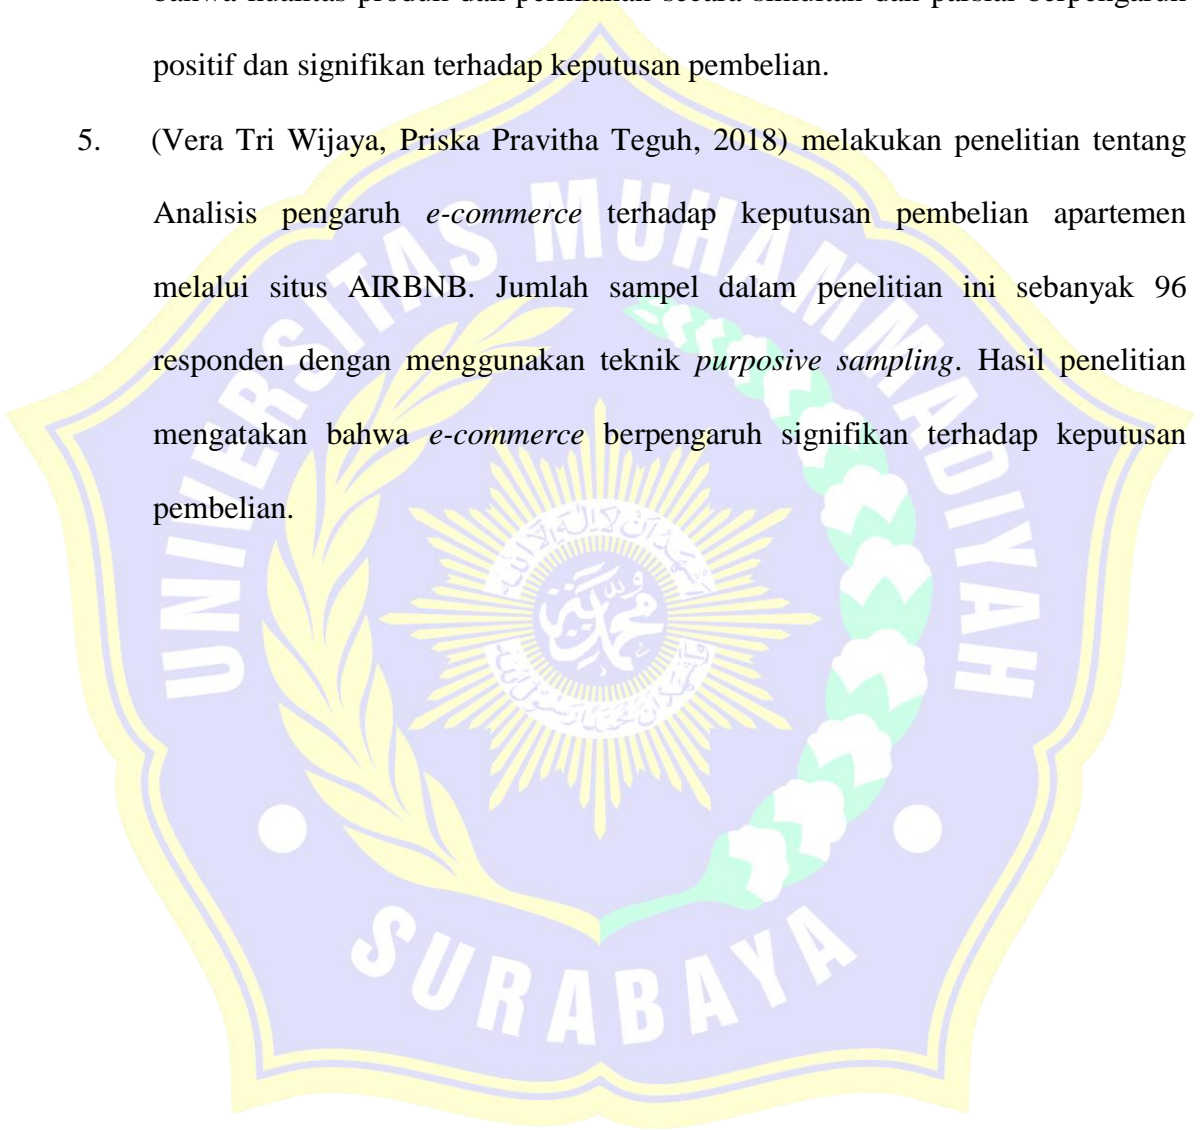 positif dan signifikan terhadap keputusan pembelian.
5. (Vera Tri Wijaya, Priska Pravitha Teguh, 2018) melakukan penelitian tentang
Analisis pengaruh e-commerce terhadap keputusan pembelian apartemen
melalui situs AIRBNB. Jumlah sampel dalam penelitian ini sebanyak 96
responden dengan menggunakan teknik purposive sampling. Hasil penelitian
mengatakan bahwa e-commerce berpengaruh signifikan terhadap keputusan
pembelian.
UNIVERSITAS MUHAMMADIYAH
محمد
SURABAYA